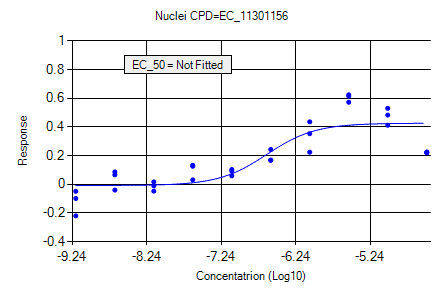 Nuclei CPD=EC_11301156
EC_50 = Not Fitted
1
0.8
0.6
0.4
0.2
0
-0.2
-0.4
Response
-9.24 -8.24 -7.24 -6.24 -5.24
Concentatrion (Log10)